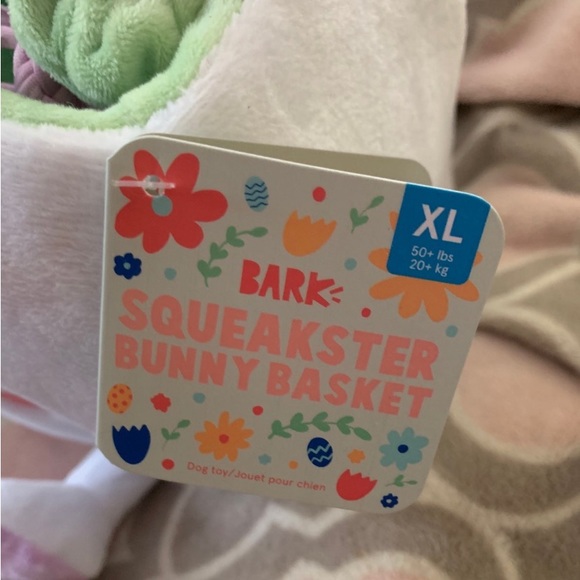 XL
50+ lbs
20+ kg
BARK
SQUEAKSTER
BUNNY BASKET
Dog toy/Jouet pour chien